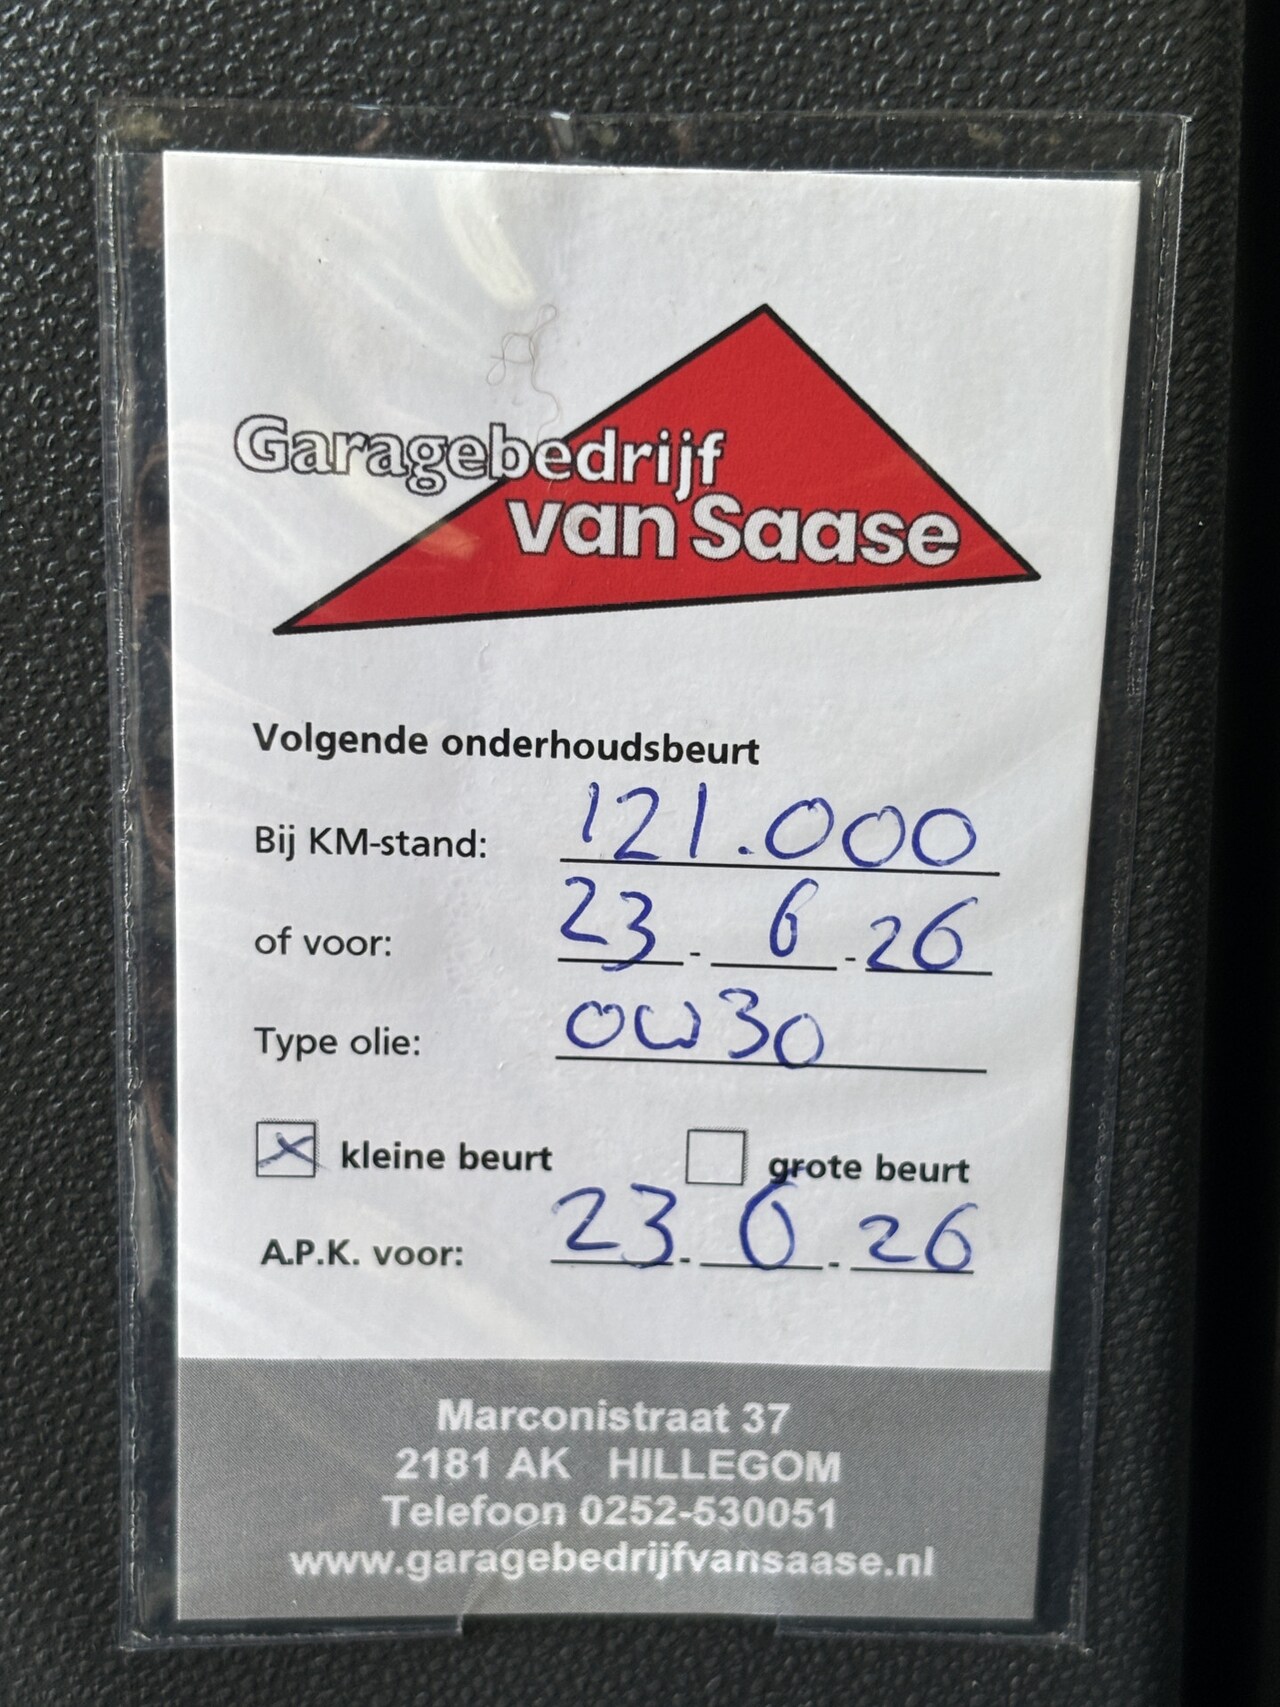 Garagebedrijf
van Saase
Volgende onderhoudsbeurt
Bij KM-stand: 121.000
of voor: 23 - 6 - 26
Type olie: 0W30
kleine beurt grote beurt
A.P.K. voor: 23 - 6 - 26
Marconistraat 37
2181 AK HILLEGOM
Telefoon 0252-530051
www.garagebedrijfvansaase.nl